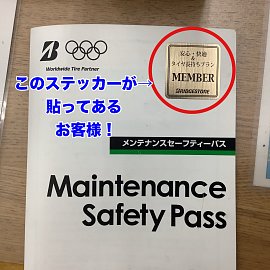 Worldwide Tire Partner
このステッカーが→
貼ってある
お客様！
安心・快適
&
タイヤ長持ちプラン
MEMBER
BRIDGESTONE
メンテナンスセーフティーパス
Maintenance
Safety Pass